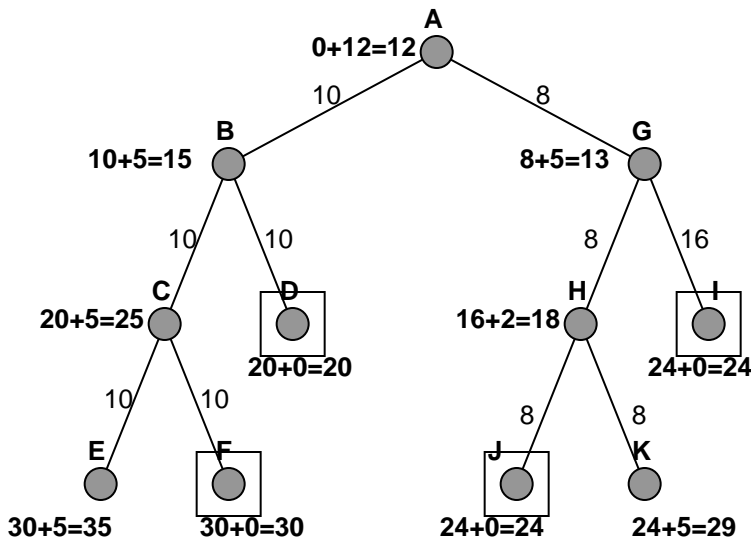 A
0+12=12
10 8
B G
10+5=15 8+5=13
10 10 8 16
C D H I
20+5=25 16+2=18
20+0=20 24+0=24
10 10 8 8
E F J K
30+5=35 30+0=30 24+0=24 24+5=29